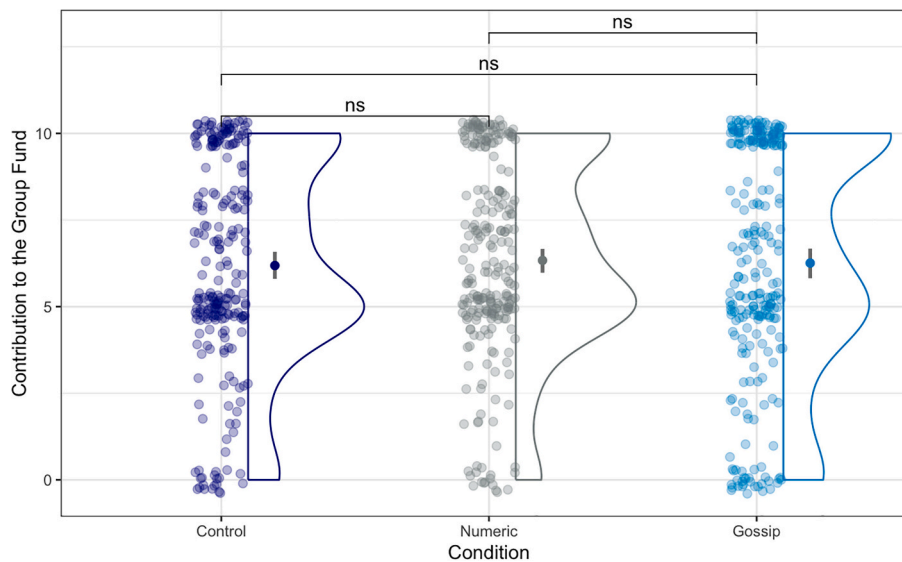 ns
ns
ns
10
5
0
Contribution to the Group Fund
Control
Numeric
Gossip
Condition